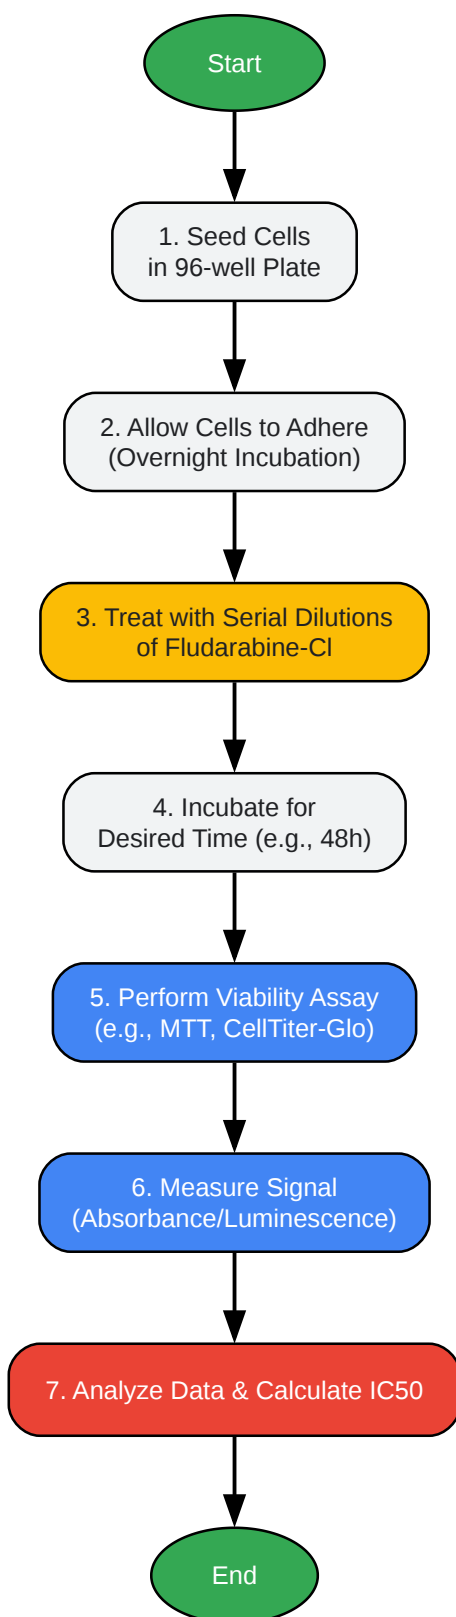 Start
1. Seed Cells
in 96-well Plate
2. Allow Cells to Adhere
(Overnight Incubation)
3. Treat with Serial Dilutions
of Fludarabine-Cl
4. Incubate for
Desired Time (e.g., 48h)
5. Perform Viability Assay
(e.g., MTT, CellTiter-Glo)
6. Measure Signal
(Absorbance/Luminescence)
7. Analyze Data & Calculate IC50
End